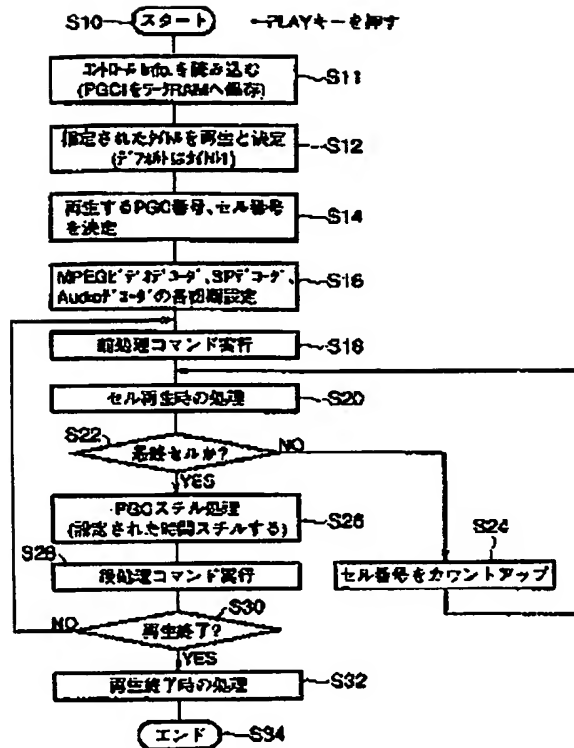 S10 スタート PLAYキーを押す
コントロールInfo.を読み込む
(PGCIをデータRAMへ保存)
S11
指定されたタイトルを再生と決定
(デフォルトはタイトル1)
S12
再生するPGC番号、セル番号
を決定
S14
MPEGビデオデコーダ、SPデコーダ、
Audioデコーダの各初期設定
S16
前処理コマンド実行 S18
セル再生時の処理 S20
S22
最終セルか?
NO
YES
PGCスチル処理
(設定された時間スチルする)
S26
S24
セル番号をカウントアップ
S28
後処理コマンド実行
S30
再生終了?
NO
YES
再生終了時の処理 S32
エンド S34